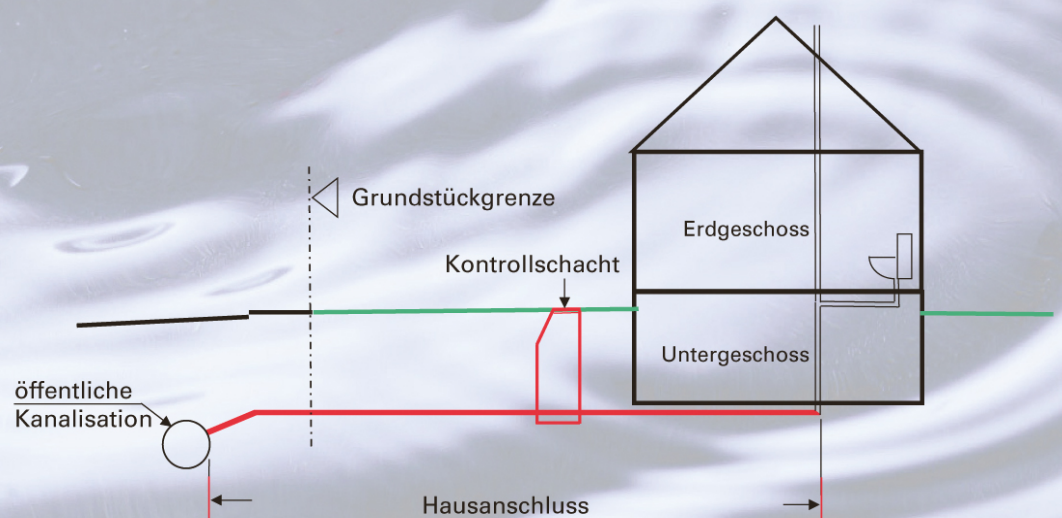 Grundstückgrenze
Erdgeschoss
Kontrollschacht
Untergeschoss
öffentliche
Kanalisation
Hausanschluss